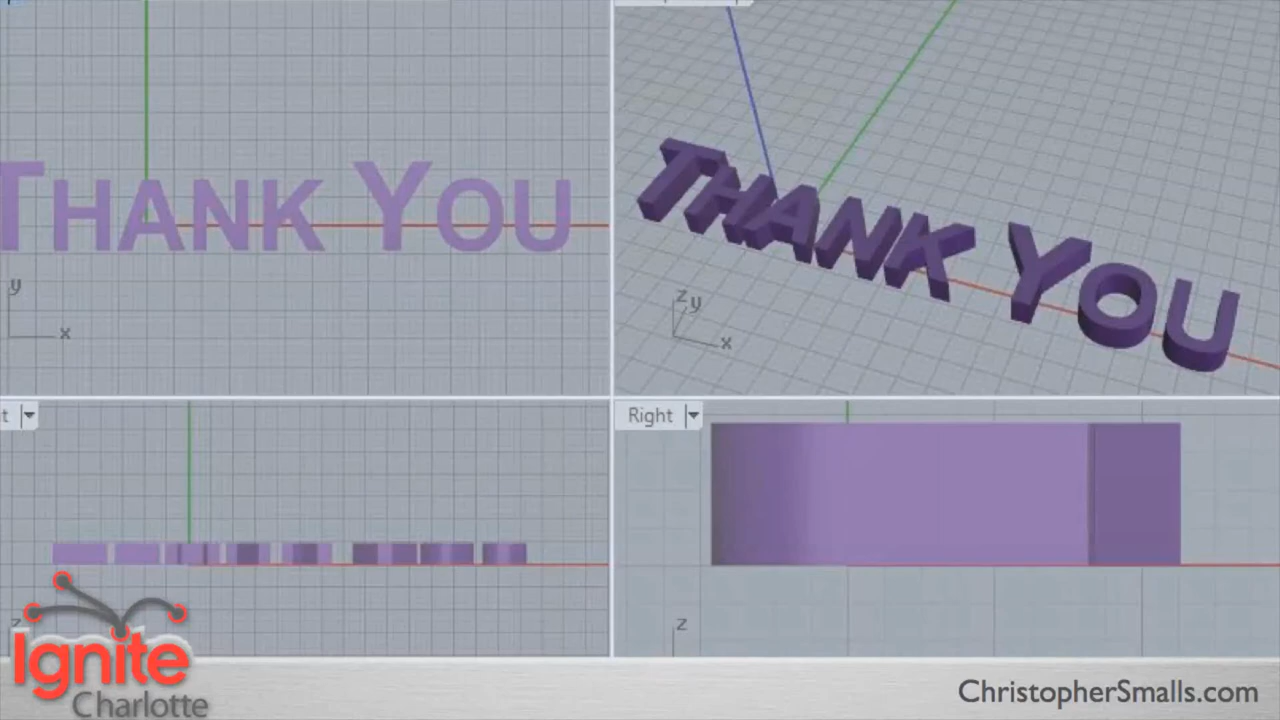 THANK YOU
THANK YOU
y
x
z y
x
t
Right
z
z
Ignite
Charlotte
ChristopherSmalls.com